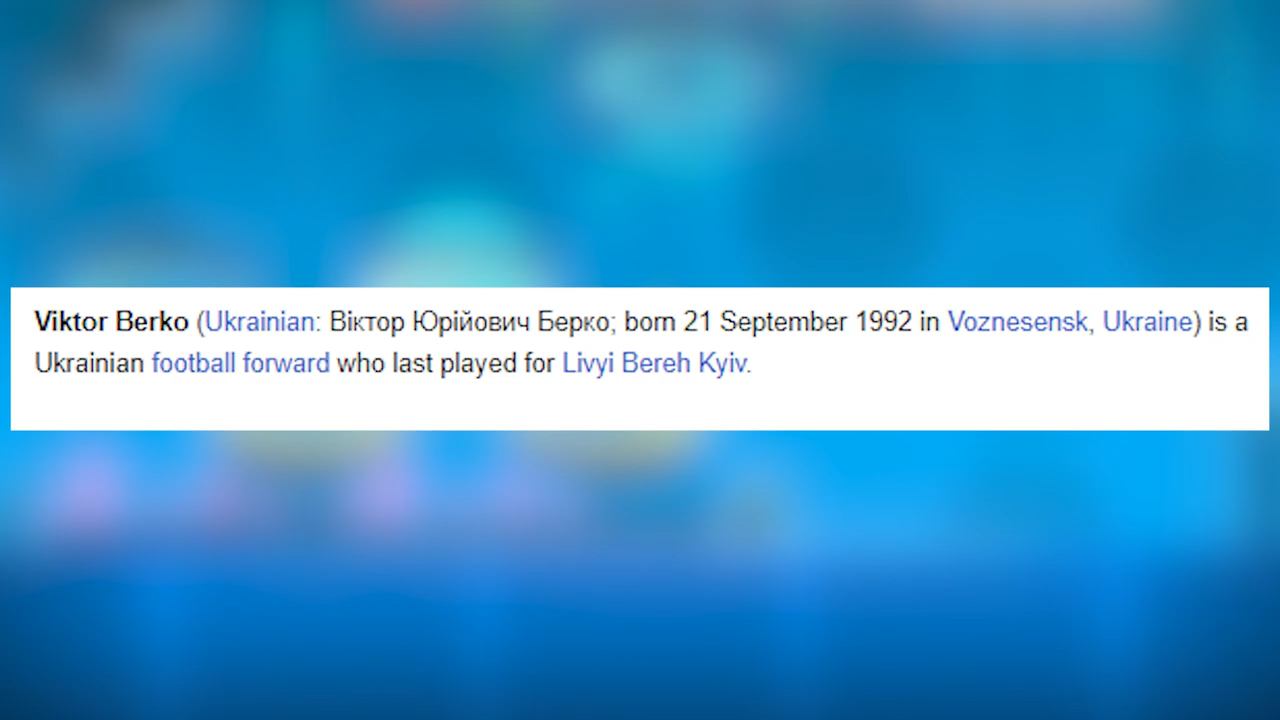 Viktor Berko (Ukrainian: Віктор Юрійович Берко; born 21 September 1992 in Voznesensk, Ukraine) is a
Ukrainian football forward who last played for Livyi Bereh Kyiv.